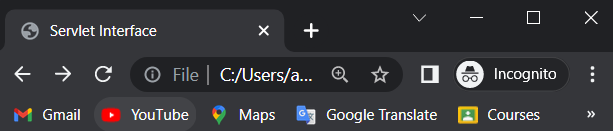 Servlet Interface
File C:/Users/a... Incognito
Gmail YouTube Maps Google Translate Courses »